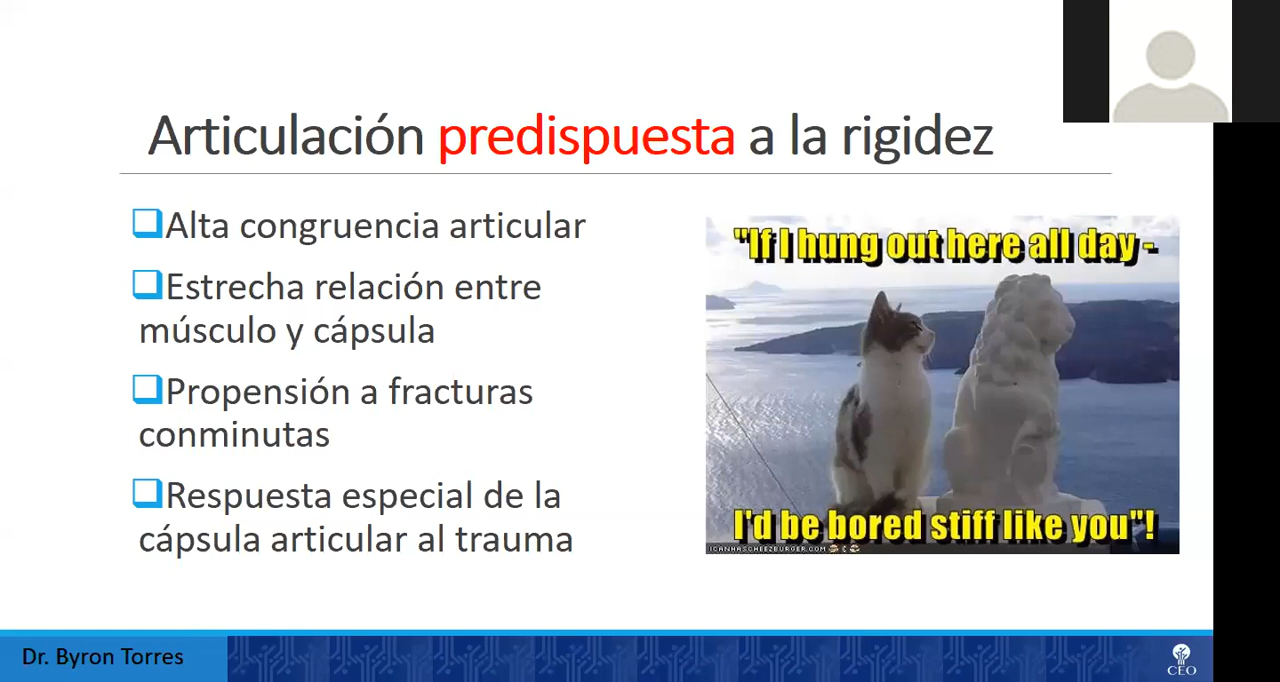 Articulación predispuesta a la rigidez
Alta congruencia articular
Estrecha relación entre
músculo y cápsula
Propensión a fracturas
conminutas
Respuesta especial de la
cápsula articular al trauma
"If I hung out here all day -
I'd be bored stiff like you"!
ICANHASCHEEZBURGER.COM
Dr. Byron Torres
CEO